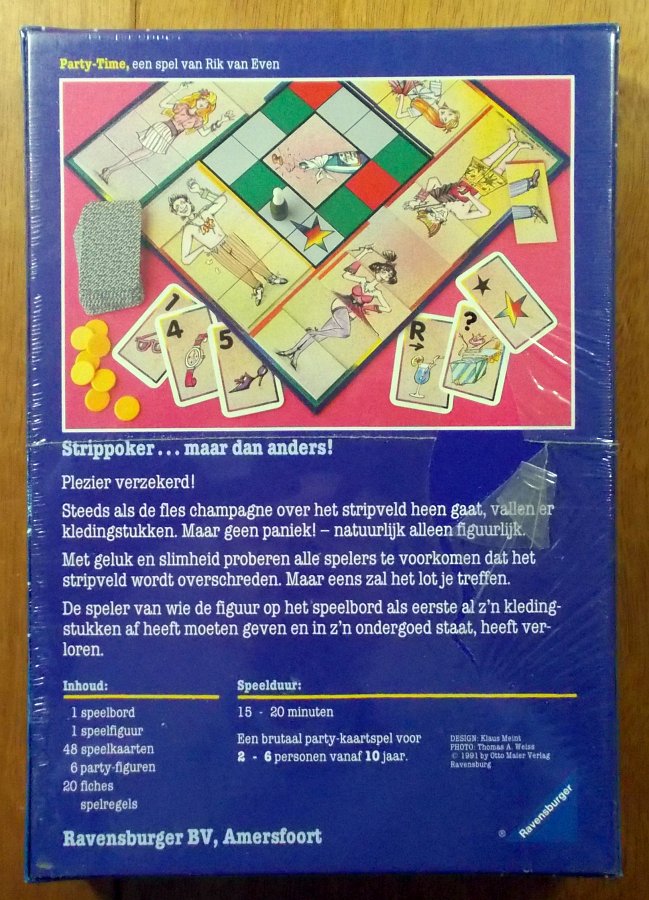 Party-Time, een spel van Rik van Even
1
4
5
R
?
Strippoker... maar dan anders!
Plezier verzekerd!
Steeds als de fles champagne over het stripveld heen gaat, vallen er
kledingstukken. Maar geen paniek! – natuurlijk alleen figuurlijk.
Met geluk en slimheid proberen alle spelers te voorkomen dat het
stripveld wordt overschreden. Maar eens zal het lot je treffen.
De speler van wie de figuur op het speelbord als eerste al z'n kleding-
stukken af heeft moeten geven en in z'n ondergoed staat, heeft ver-
loren.
Inhoud:
1 speelbord
1 speelfiguur
48 speelkaarten
6 party-figuren
20 fiches
spelregels
Speelduur:
15 - 20 minuten
Een brutaal party-kaartspel voor
2 - 6 personen vanaf 10 jaar.
DESIGN: Klaus Meint
PHOTO: Thomas A. Weiss
© 1991 by Otto Maier Verlag
Ravensburg
Ravensburger BV, Amersfoort
® Ravensburger